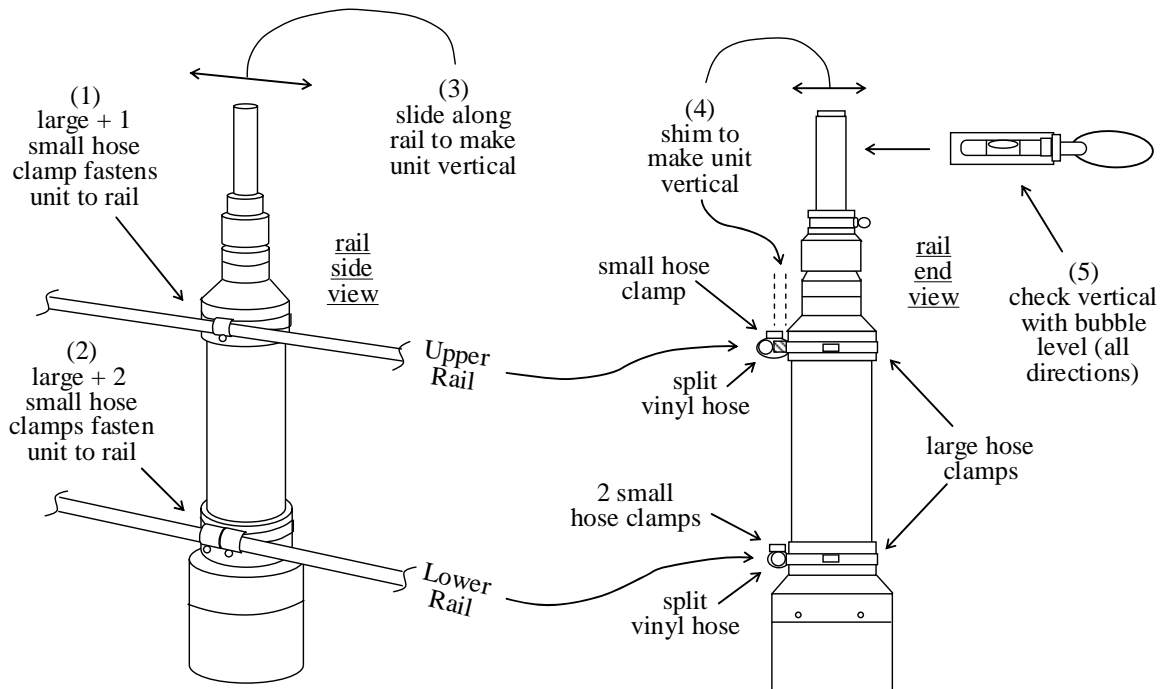 (1)
large + 1
small hose
clamp fastens
unit to rail
(3)
slide along
rail to make
unit vertical
rail
side
view
(2)
large + 2
small hose
clamps fasten
unit to rail
Upper
Rail
Lower
Rail
(4)
shim to
make unit
vertical
small hose
clamp
split
vinyl hose
rail
end
view
(5)
check vertical
with bubble
level (all
directions)
large hose
clamps
2 small
hose clamps
split
vinyl hose